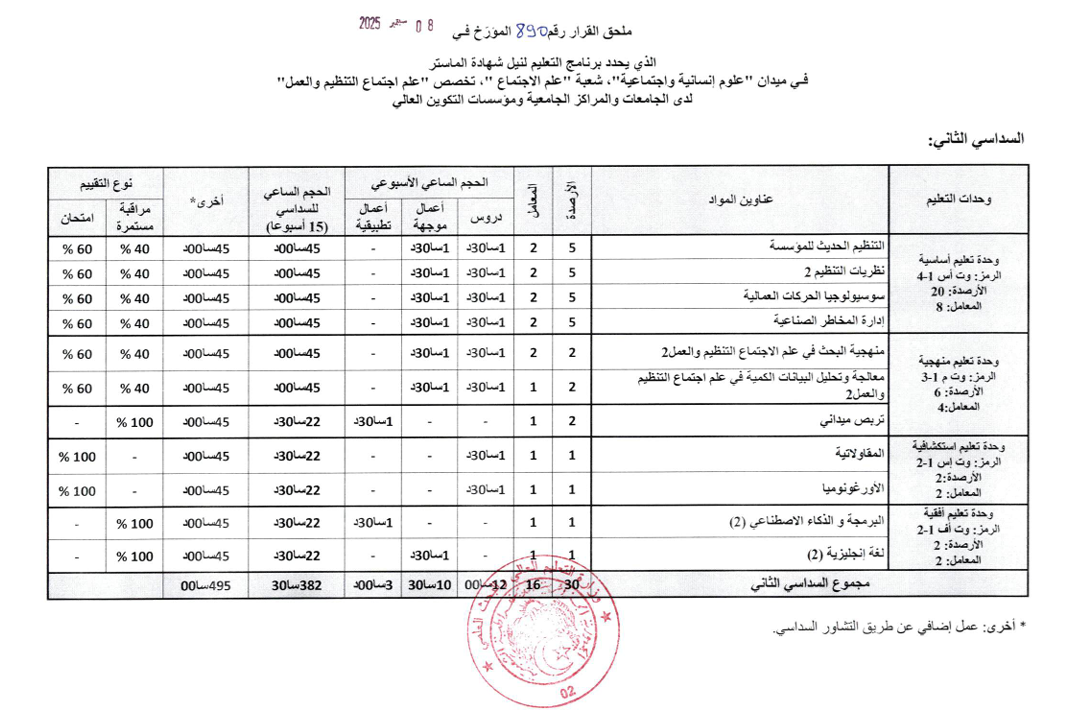 ملحق القرار رقم 890 المؤرخ في 08 سبتمبر 2025
الذي يحدد برنامج التعليم لنيل شهادة الماستر
في ميدان "علوم إنسانية واجتماعية"، شعبة "علم الاجتماع "، تخصص "علم اجتماع التنظيم والعمل"
لدى الجامعات والمراكز الجامعية ومؤسسات التكوين العالي
السداسي الثاني:
وحدات التعليم | عناوين المواد | الأرصدة | المعامل | الحجم الساعي الأسبوعي | الحجم الساعي للسداسي (15 أسبوعا) | أخرى* | نوع التقييم
دروس | أعمال موجهة | أعمال تطبيقية | مراقبة مستمرة | امتحان
وحدة تعليم أساسية
الرمز: وت أس 1-4
الأرصدة: 20
المعامل: 8
التنظيم الحديث للمؤسسة | 5 | 2 | 1سا30د | 1سا30د | - | 45سا00د | 45سا00د | 40 % | 60 %
نظريات التنظيم 2 | 5 | 2 | 1سا30د | 1سا30د | - | 45سا00د | 45سا00د | 40 % | 60 %
سوسيولوجيا الحركات العمالية | 5 | 2 | 1سا30د | 1سا30د | - | 45سا00د | 45سا00د | 40 % | 60 %
إدارة المخاطر الصناعية | 5 | 2 | 1سا30د | 1سا30د | - | 45سا00د | 45سا00د | 40 % | 60 %
وحدة تعليم منهجية
الرمز: وت م 1-3
الأرصدة: 6
المعامل:4
منهجية البحث في علم الاجتماع التنظيم والعمل2 | 2 | 2 | 1سا30د | 1سا30د | - | 45سا00د | 45سا00د | 40 % | 60 %
معالجة وتحليل البيانات الكمية في علم اجتماع التنظيم والعمل2 | 2 | 1 | 1سا30د | 1سا30د | - | 45سا00د | 45سا00د | 40 % | 60 %
تربص ميداني | 2 | 1 | - | - | 1سا30د | 22سا30د | 45سا00د | 100 % | -
وحدة تعليم استكشافية
الرمز: وت إس 1-2
الأرصدة:2
المعامل: 2
المقاولاتية | 1 | 1 | 1سا30د | - | - | 22سا30د | 45سا00د | - | 100 %
الأورغونوميا | 1 | 1 | 1سا30د | - | - | 22سا30د | 45سا00د | - | 100 %
وحدة تعليم أفقية
الرمز: وت أف 1-2
الأرصدة: 2
المعامل: 2
البرمجة و الذكاء الاصطناعي (2) | 1 | 1 | - | - | 1سا30د | 22سا30د | 45سا00د | 100 % | -
لغة إنجليزية (2) | 1 | 1 | - | 1سا30د | - | 22سا30د | 45سا00د | 100 % | -
مجموع السداسي الثاني | 30 | 16 | 12سا00 | 10سا30 | 3سا00د | 382سا30 | 495سا00
* أخرى: عمل إضافي عن طريق التشاور السداسي.
وزارة التعليم العالي
02